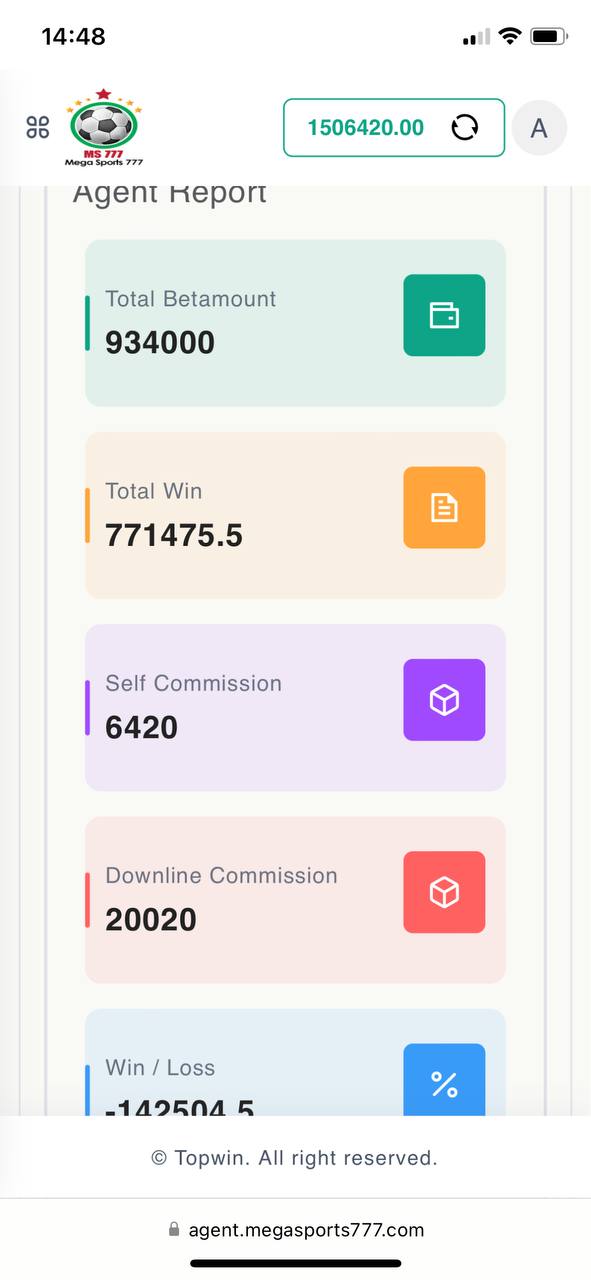 14:48
MS 777
Mega Sports 777
1506420.00
A
Agent Report
Total Betamount
934000
Total Win
771475.5
Self Commission
6420
Downline Commission
20020
Win / Loss
-142504.5
© Topwin. All right reserved.
agent.megasports777.com